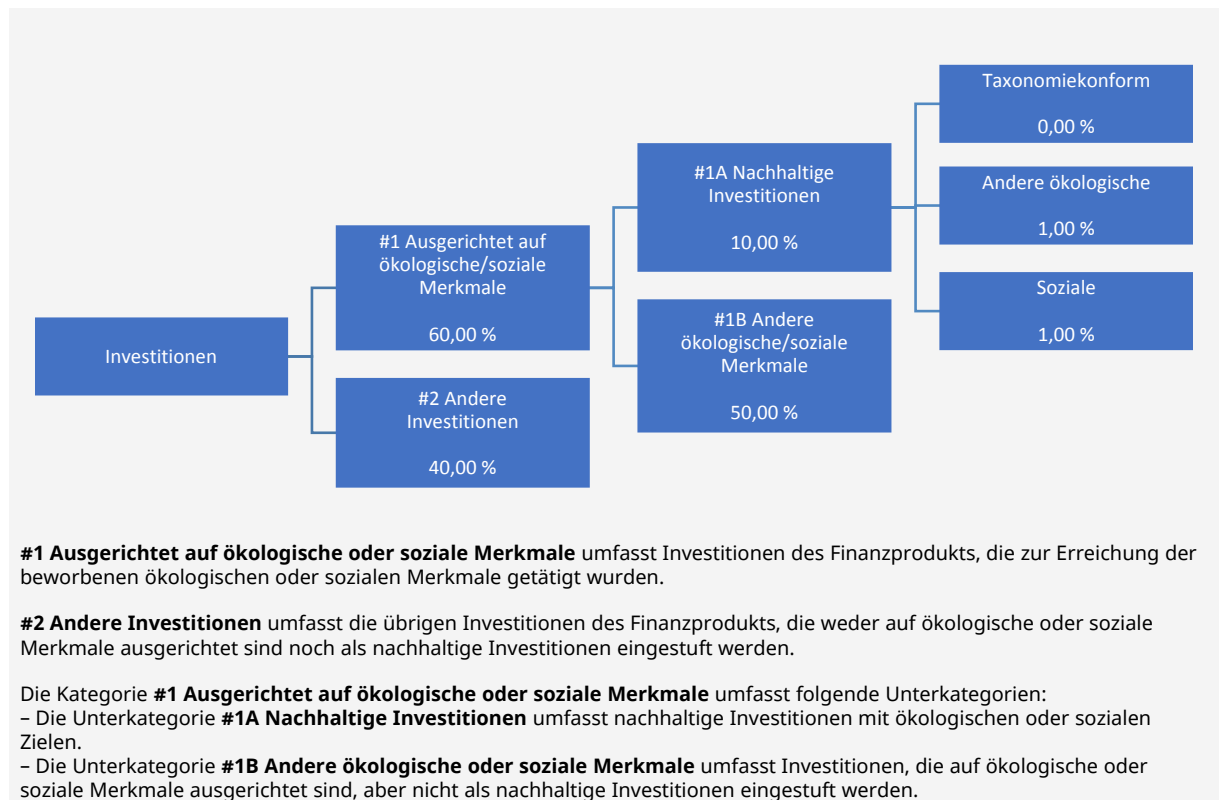 Investitionen
#1 Ausgerichtet auf
ökologische/soziale
Merkmale
60,00 %
#2 Andere
Investitionen
40,00 %
#1A Nachhaltige
Investitionen
10,00 %
#1B Andere
ökologische/soziale
Merkmale
50,00 %
Taxonomiekonform
0,00 %
Andere ökologische
1,00 %
Soziale
1,00 %
#1 Ausgerichtet auf ökologische oder soziale Merkmale umfasst Investitionen des Finanzprodukts, die zur Erreichung der
beworbenen ökologischen oder sozialen Merkmale getätigt wurden.
#2 Andere Investitionen umfasst die übrigen Investitionen des Finanzprodukts, die weder auf ökologische oder soziale
Merkmale ausgerichtet sind noch als nachhaltige Investitionen eingestuft werden.
Die Kategorie #1 Ausgerichtet auf ökologische oder soziale Merkmale umfasst folgende Unterkategorien:
– Die Unterkategorie #1A Nachhaltige Investitionen umfasst nachhaltige Investitionen mit ökologischen oder sozialen
Zielen.
– Die Unterkategorie #1B Andere ökologische oder soziale Merkmale umfasst Investitionen, die auf ökologische oder
soziale Merkmale ausgerichtet sind, aber nicht als nachhaltige Investitionen eingestuft werden.